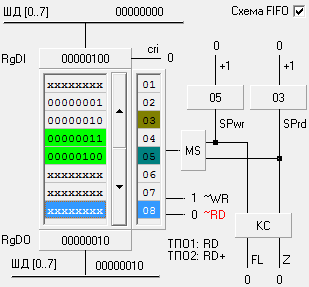 ШД [0..7] 00000000
Схема FIFO
RgDI 00000100
cri 0
0 0
+1 +1
xxxxxxxx 01
00000001 02
00000010 03
00000011 04
00000100 05
xxxxxxxx 06
xxxxxxxx 07
xxxxxxxx 08
05 03
SPwr SPrd
MS
1 ~WR
0 ~RD
КС
RgDO 00000010
ТПО1: RD
ТПО2: RD+
FL Z
ШД [0..7] 00000010
0 0